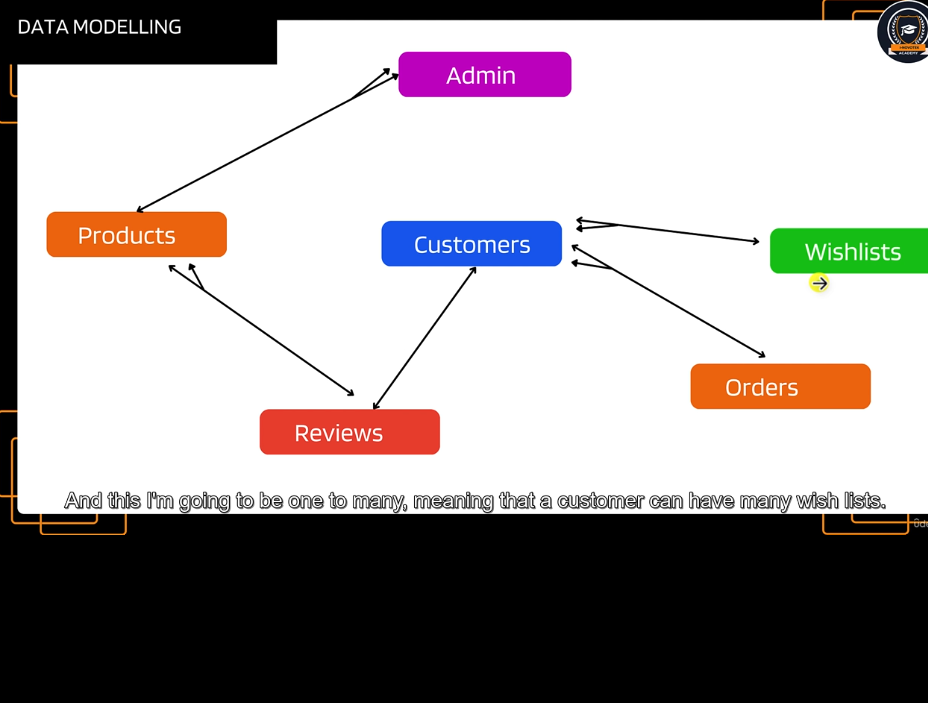 DATA MODELLING
Admin
Products
Customers
Wishlists
Orders
Reviews
And this I'm going to be one to many, meaning that a customer can have many wish lists.